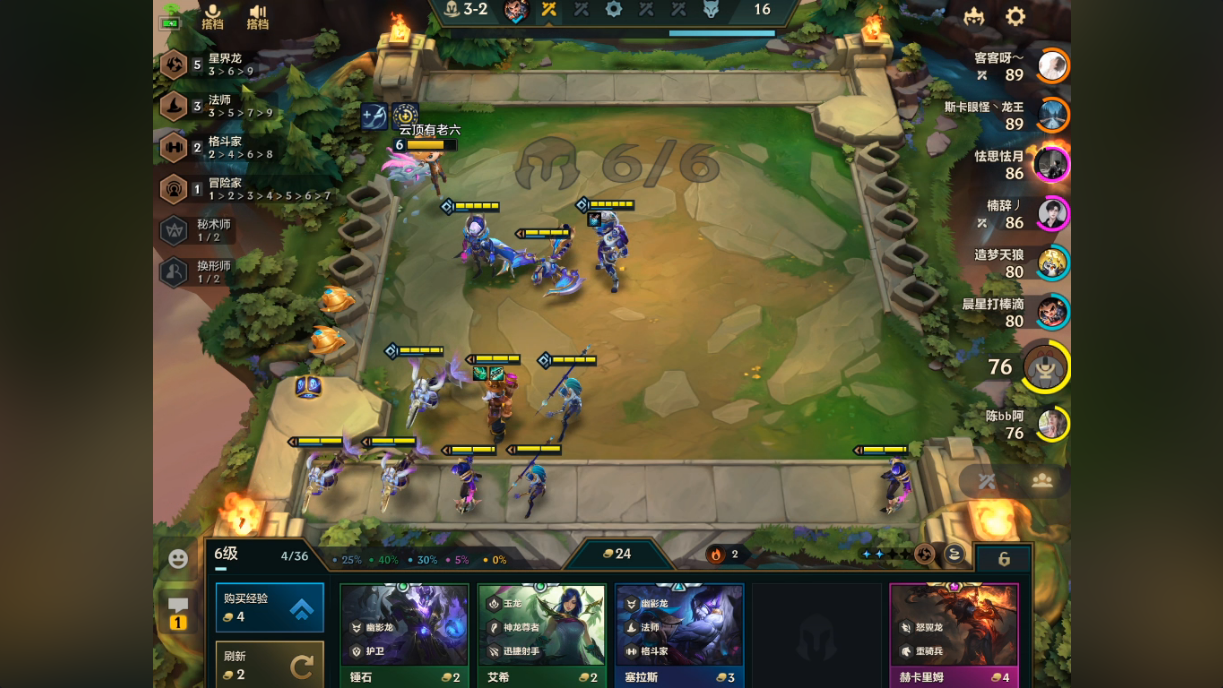 搭档
搭档
3-2
16
5
星界龙
3 > 6 > 9
3
法师
3 > 5 > 7 > 9
2
格斗家
2 > 4 > 6 > 8
1
冒险家
1 > 2 > 3 > 4 > 5 > 6 > 7
秘术师
1 / 2
换形师
1 / 2
云顶有老六
6
6/6
客客呀~
89
斯卡眼怪丶龙王
89
怯思怯月
86
楠辞丿
86
造梦天狼
80
晨星打棒滴
80
76
陈bb阿
76
6级
4/36
25%
40%
30%
5%
0%
24
2
6
1
购买经验
4
刷新
2
幽影龙
护卫
锤石
2
玉龙
神龙尊者
迅捷射手
艾希
2
幽影龙
法师
格斗家
塞拉斯
3
怒翼龙
重骑兵
赫卡里姆
4